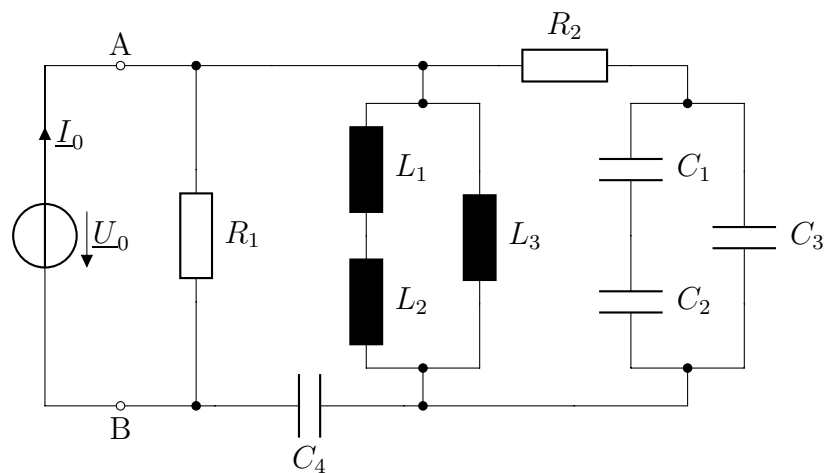 A
R₂
I₀
L₁
C₁
U₀
R₁
L₃
C₃
L₂
C₂
B
C₄